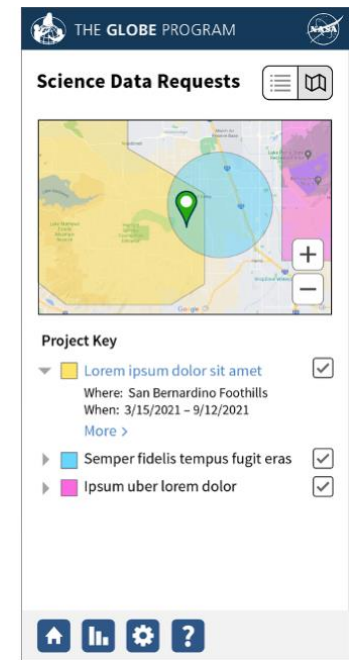 THE GLOBE PROGRAM
NASA
Science Data Requests
+
−
Project Key
Lorem ipsum dolor sit amet
Where: San Bernardino Foothills
When: 3/15/2021 – 9/12/2021
More >
Semper fidelis tempus fugit eras
Ipsum uber lorem dolor
?